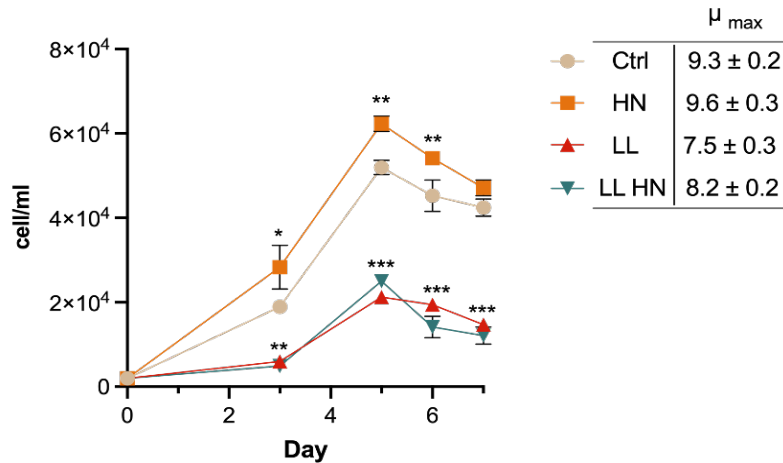 μ max
Ctrl 9.3 ± 0.2
HN 9.6 ± 0.3
LL 7.5 ± 0.3
LL HN 8.2 ± 0.2
8×10⁴
6×10⁴
4×10⁴
2×10⁴
0
cell/ml
* ** ** ***
** *** ***
0 2 4 6
Day